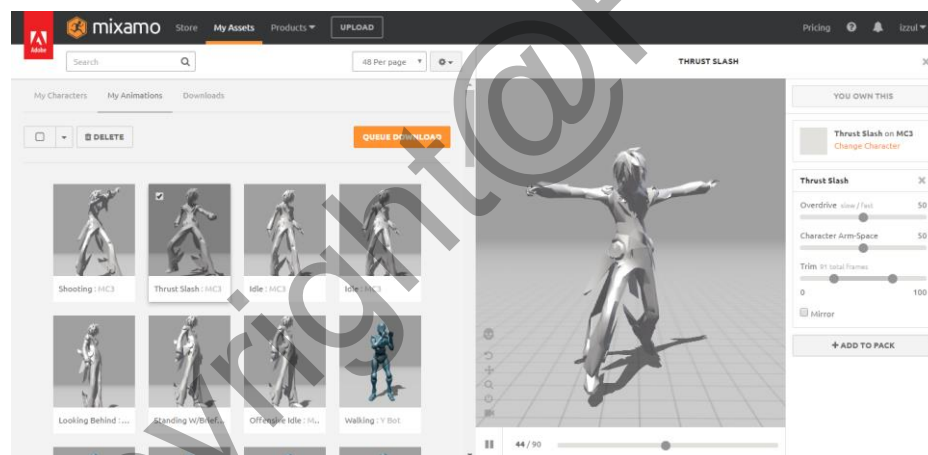 Adobe
mixamo Store My Assets Products UPLOAD Pricing izzul
Search 48 Per page THRUST SLASH
My Characters My Animations Downloads
YOU OWN THIS
DELETE QUEUE DOWNLOAD
Thrust Slash on MC3
Change Character
Thrust Slash
Overdrive slow / fast 50
Character Arm-Space 50
Trim 91 total frames
0 100
Mirror
+ ADD TO PACK
Shooting : MC3 Thrust Slash : MC3 Idle : MC3 Idle : MC3
Looking Behind : ... Standing W/Brief... Offensive Idle : M... Walking : Y Bot
44 / 90